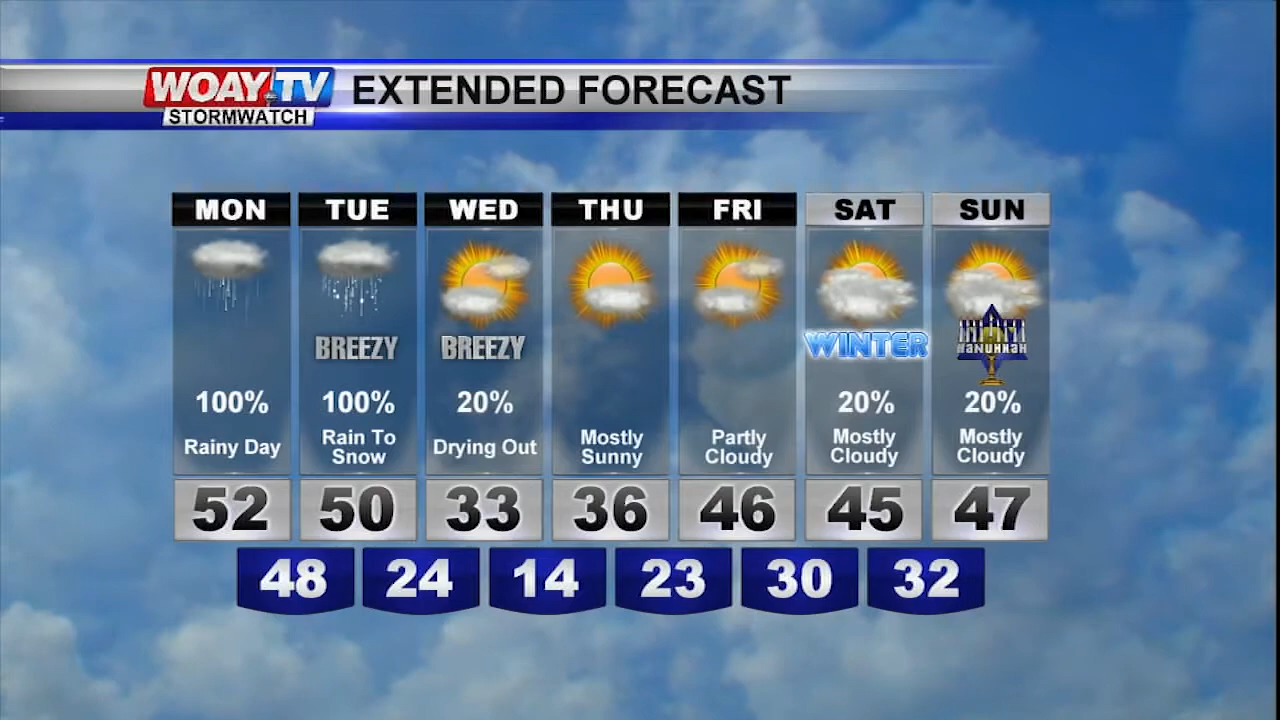 WOAY TV EXTENDED FORECAST
STORMWATCH
MON TUE WED THU FRI SAT SUN
BREEZY BREEZY WINTER HANUKKAH
100% 100% 20% 20% 20%
Rainy Day
Rain To
Snow
Drying Out
Mostly
Sunny
Partly
Cloudy
Mostly
Cloudy
Mostly
Cloudy
52 50 33 36 46 45 47
48 24 14 23 30 32